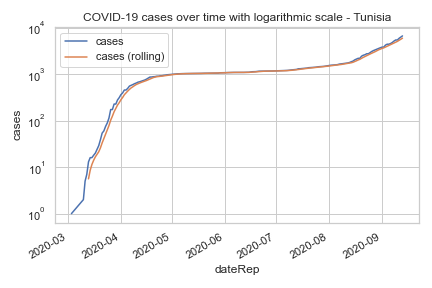 COVID-19 cases over time with logarithmic scale - Tunisia
cases
cases (rolling)
10^4
10^3
10^2
10^1
10^0
cases
2020-03
2020-04
2020-05
2020-06
2020-07
2020-08
2020-09
dateRep